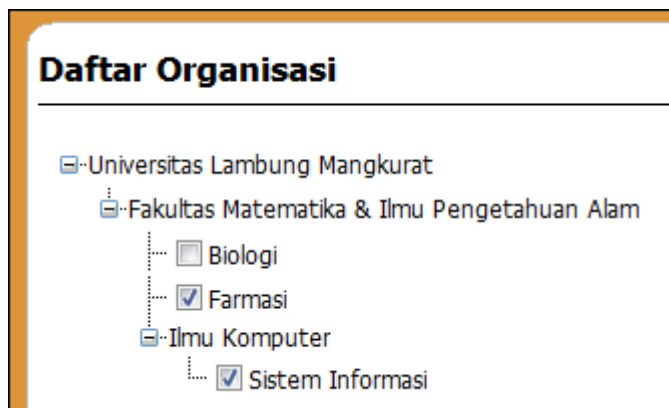 Daftar Organisasi
Universitas Lambung Mangkurat
Fakultas Matematika & Ilmu Pengetahuan Alam
Biologi
Farmasi
Ilmu Komputer
Sistem Informasi